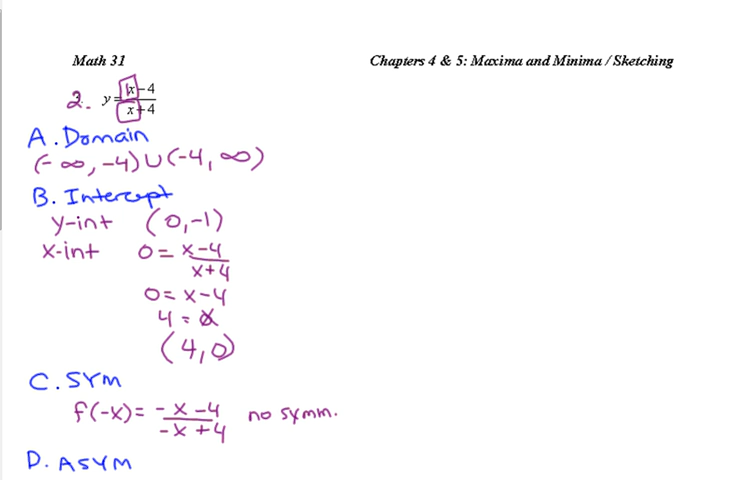 Math 31 Chapters 4 & 5: Maxima and Minima / Sketching
2. y = x-4 / x+4
A. Domain
(-∞, -4) ∪ (-4, ∞)
B. Intercept
y-int (0, -1)
x-int 0 = x-4 / x+4
0 = x-4
4 = x
(4, 0)
C. SYM
f(-x) = -x-4 / -x+4 no symm.
D. ASYM